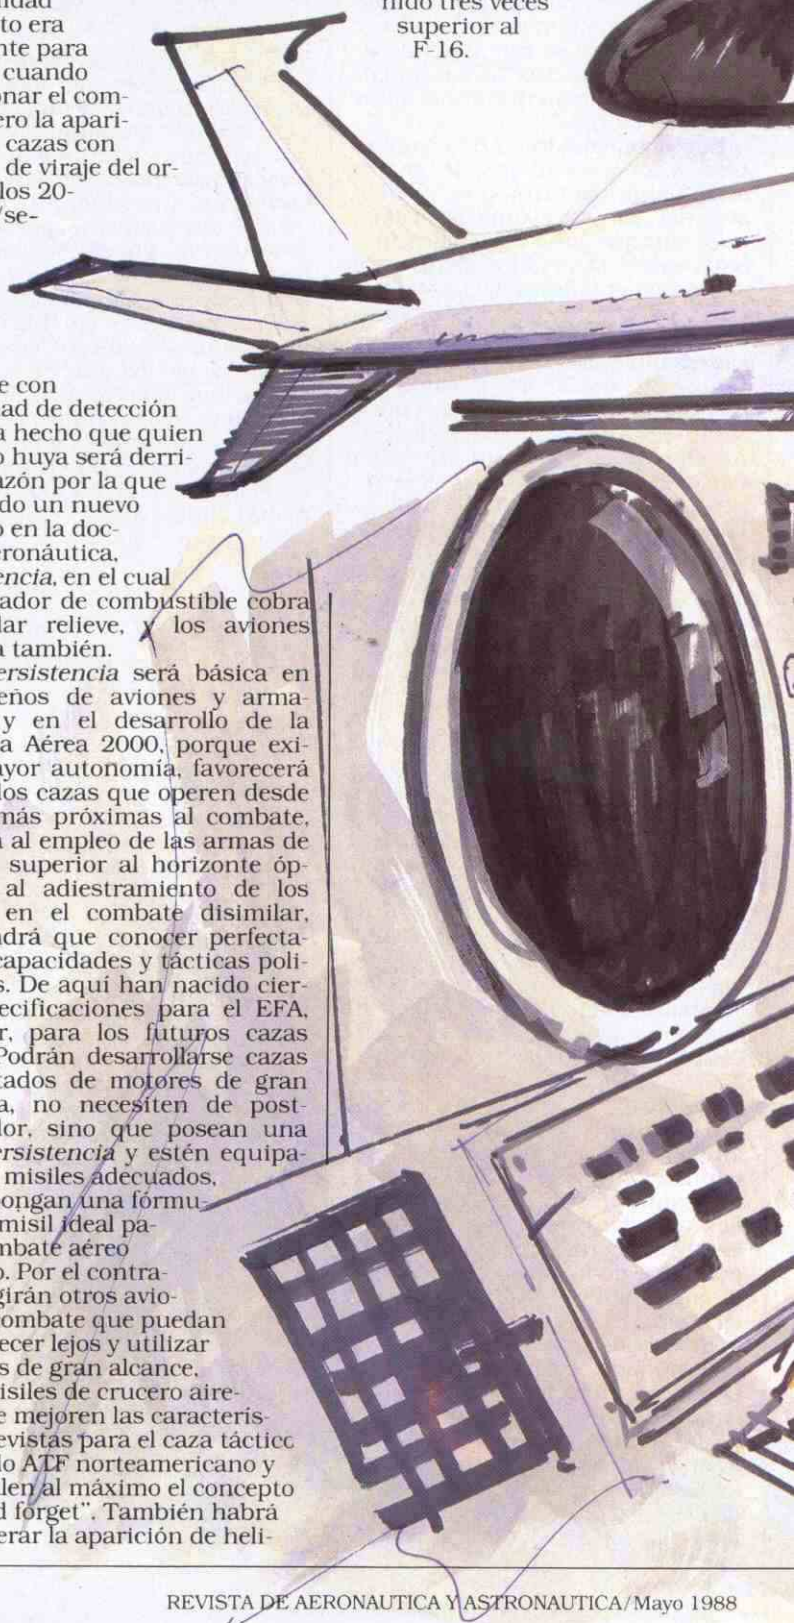 to era
nte para
cuando
onar el com-
ero la apari-
cazas con
de viraje del or-
los 20-
/se-
nido tres veces
superior al
F-16.
e con
ad de detección
a hecho que quien
o huya será derri-
azón por la que
do un nuevo
o en la doc-
eronáutica,
encia, en el cual
ador de combustible cobra
lar relieve, y los aviones
a también.
ersistencia será básica en
eños de aviones y arma-
y en el desarrollo de la
a Aérea 2000, porque exi-
ayor autonomía, favorecerá
los cazas que operen desde
más próximas al combate,
a al empleo de las armas de
superior al horizonte óp-
al adiestramiento de los
en el combate disimilar,
ndrá que conocer perfecta-
capacidades y tácticas poli-
s. De aquí han nacido cier-
pecificaciones para el EFA,
r, para los futuros cazas
Podrán desarrollarse cazas
tados de motores de gran
a, no necesiten de post-
dor, sino que posean una
ersistencia y estén equipa-
misiles adecuados,
pongan una fórmu-
misil ideal pa-
mbate aéreo
o. Por el contra-
girán otros avio-
combate que puedan
ecer lejos y utilizar
s de gran alcance,
isiles de crucero aire-
e mejoren las caracterís-
evistas para el caza táctico
do ATF norteamericano y
len al máximo el concepto
d forget". También habrá
erar la aparición de heli-
REVISTA DE AERONAUTICA Y ASTRONAUTICA/Mayo 1988